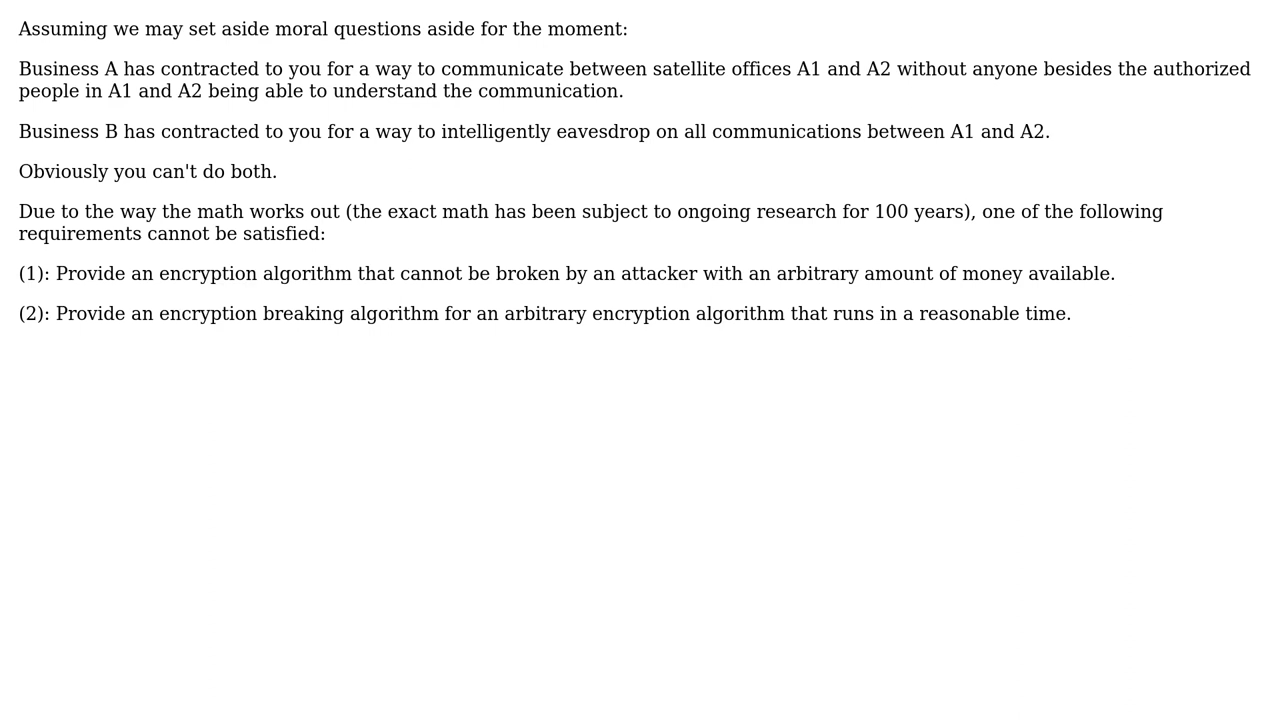 Assuming we may set aside moral questions aside for the moment:
Business A has contracted to you for a way to communicate between satellite offices A1 and A2 without anyone besides the authorized
people in A1 and A2 being able to understand the communication.
Business B has contracted to you for a way to intelligently eavesdrop on all communications between A1 and A2.
Obviously you can't do both.
Due to the way the math works out (the exact math has been subject to ongoing research for 100 years), one of the following
requirements cannot be satisfied:
(1): Provide an encryption algorithm that cannot be broken by an attacker with an arbitrary amount of money available.
(2): Provide an encryption breaking algorithm for an arbitrary encryption algorithm that runs in a reasonable time.